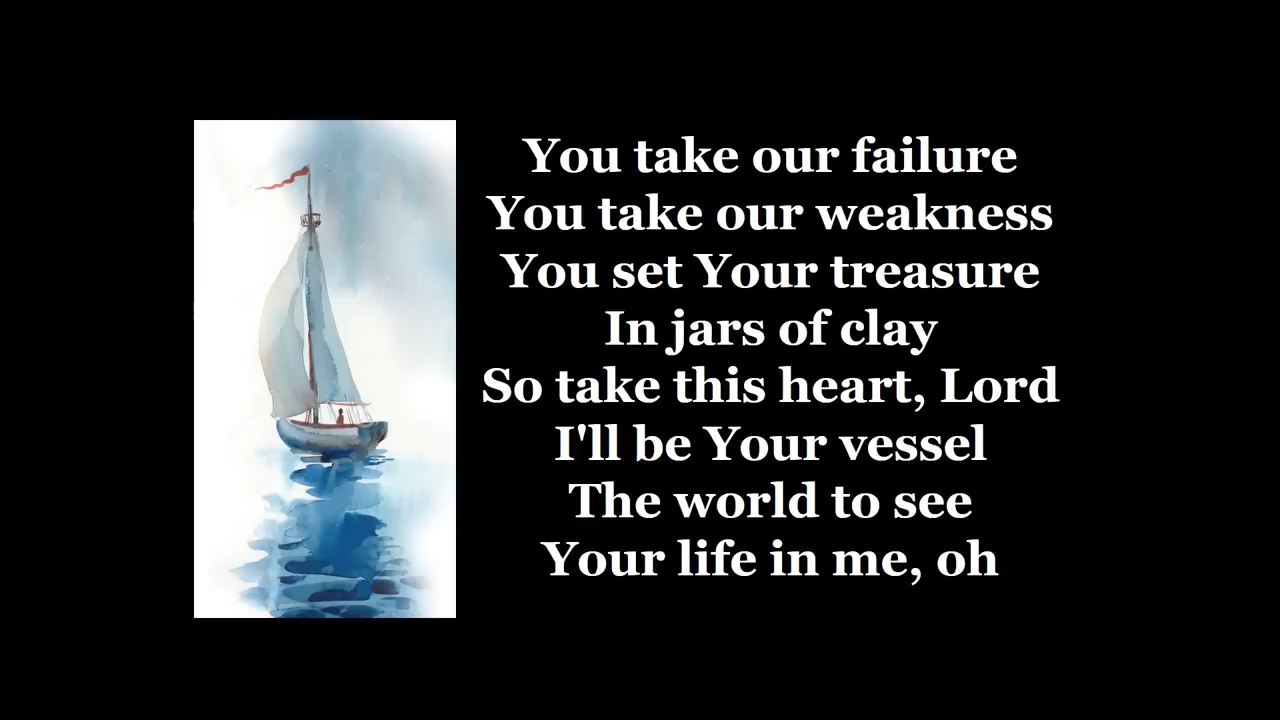 You take our failure
You take our weakness
You set Your treasure
In jars of clay
So take this heart, Lord
I'll be Your vessel
The world to see
Your life in me, oh